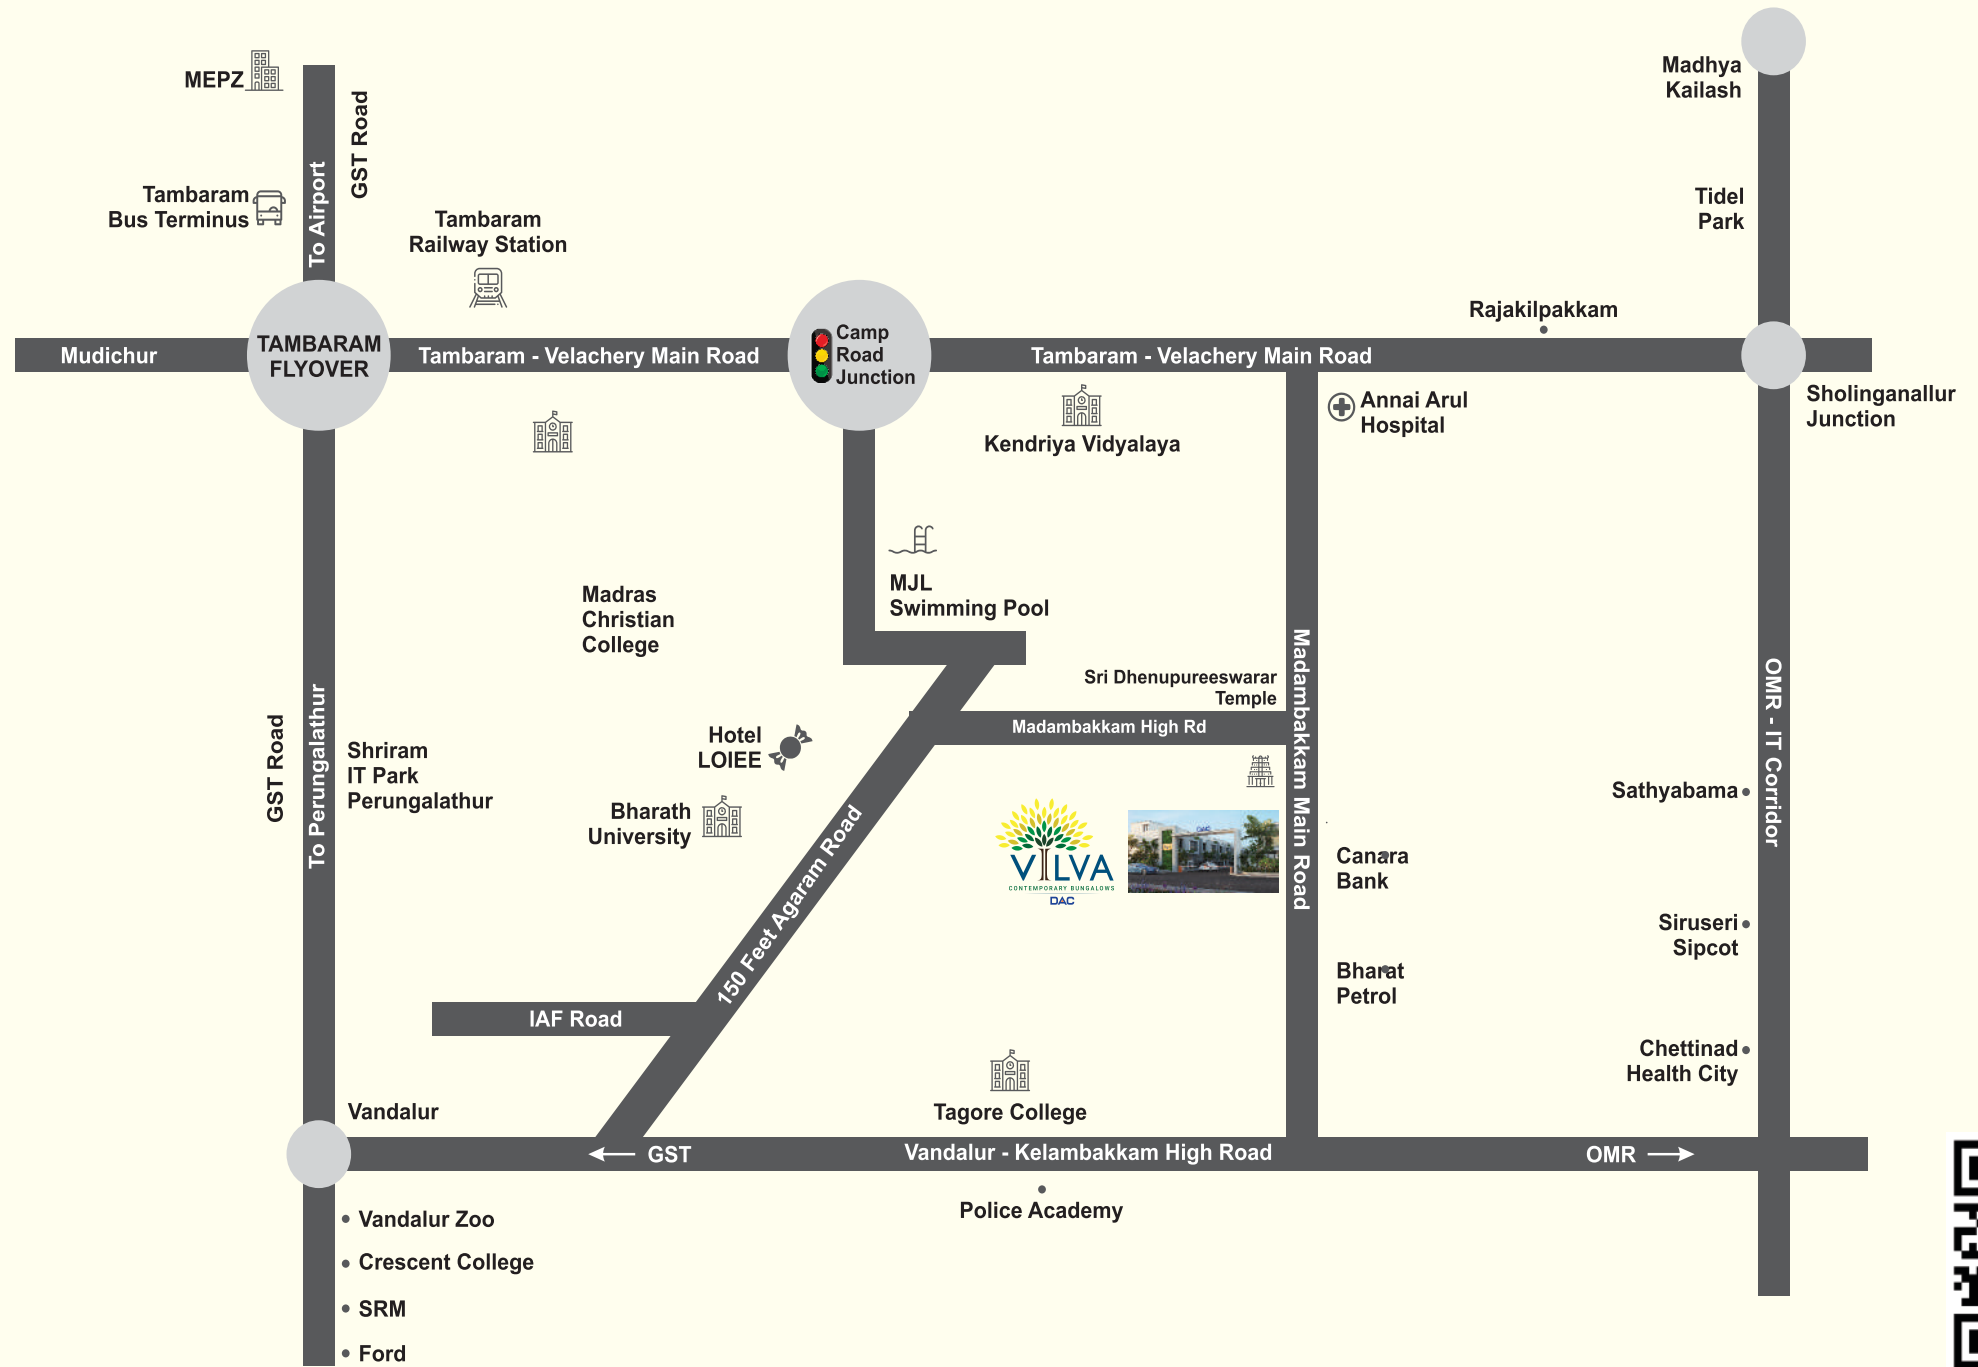 MEPZ
GST Road
To Airport
Tambaram
Bus Terminus
Tambaram
Railway Station
Madhya
Kailash
Tidel
Park
Rajakilpakkam
Mudichur
TAMBARAM
FLYOVER
Tambaram - Velachery Main Road
Camp
Road
Junction
Tambaram - Velachery Main Road
Sholinganallur
Junction
Annai Arul
Hospital
Kendriya Vidyalaya
MJL
Swimming Pool
Madras
Christian
College
Sri Dhenupureeswarar
Temple
Madambakkam High Rd
Madambakkam Main Road
OMR - IT Corridor
GST Road
To Perungalathur
Shriram
IT Park
Perungalathur
Hotel
LOIEE
Bharath
University
150 Feet Agaram Road
VILVA
CONTEMPORARY BUNGALOWS
DAC
DAC
Sathyabama
Canara
Bank
Siruseri
Sipcot
Bharat
Petrol
IAF Road
Chettinad
Health City
Tagore College
Vandalur
GST
Vandalur - Kelambakkam High Road
OMR
Police Academy
Vandalur Zoo
Crescent College
SRM
Ford